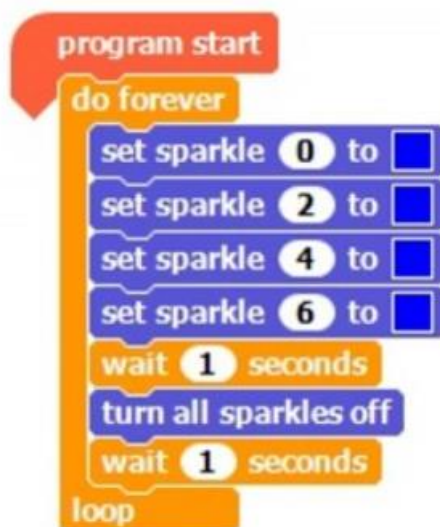 program start
do forever
set sparkle 0 to
set sparkle 2 to
set sparkle 4 to
set sparkle 6 to
wait 1 seconds
turn all sparkles off
wait 1 seconds
loop